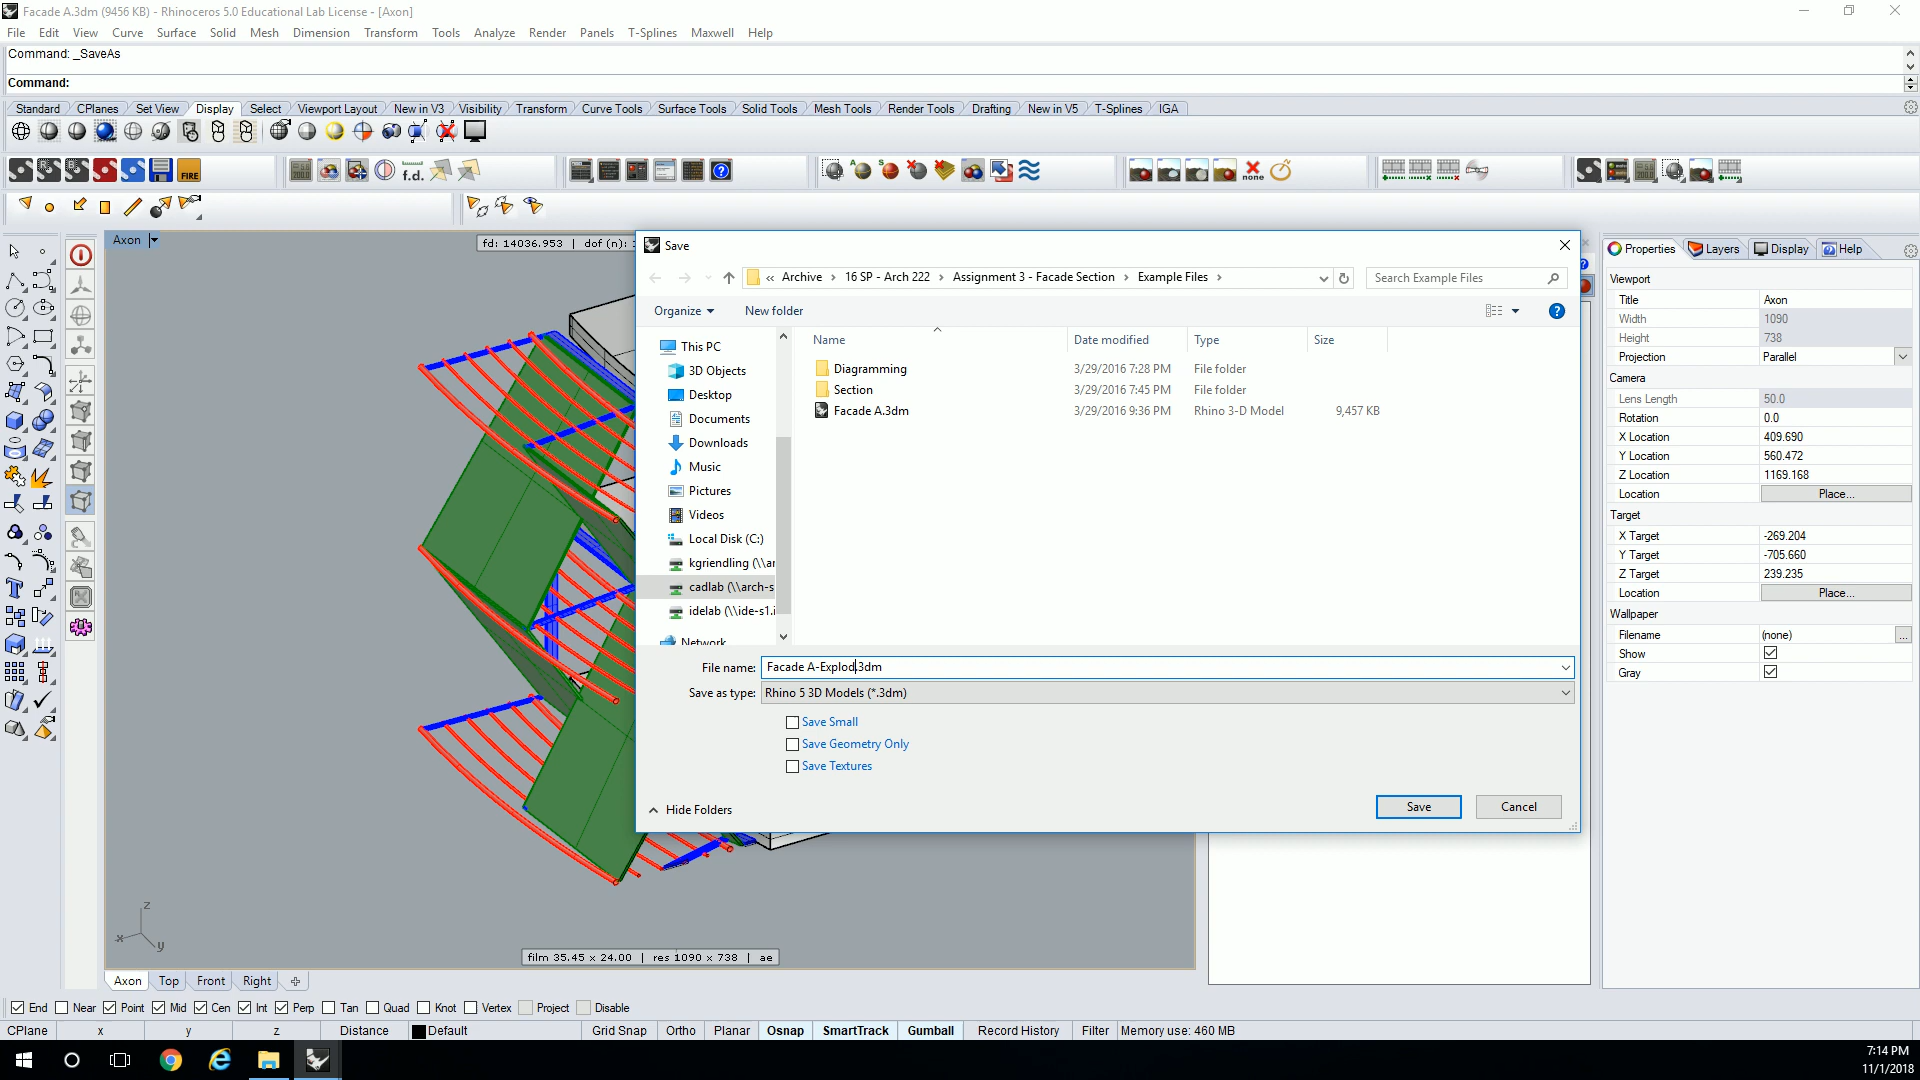 Facade A.3dm (9456 KB) - Rhinoceros 5.0 Educational Lab License - [Axon]
File Edit View Curve Surface Solid Mesh Dimension Transform Tools Analyze Render Panels T-Splines Maxwell Help
Command: _SaveAs
Command:
Standard CPlanes Set View Display Select Viewport Layout New in V3 Visibility Transform Curve Tools Surface Tools Solid Tools Mesh Tools Render Tools Drafting New in V5 T-Splines IGA
FIRE f.d. none
Axon
fd: 14036.953 | dof (n):
Save
« Archive › 16 SP - Arch 222 › Assignment 3 - Facade Section › Example Files ›
Search Example Files
Organize New folder
This PC
3D Objects
Desktop
Documents
Downloads
Music
Pictures
Videos
Local Disk (C:)
kgriendling (\\ar
cadlab (\\arch-s
idelab (\\ide-s1.i
Network
Name Date modified Type Size
Diagramming 3/29/2016 7:28 PM File folder
Section 3/29/2016 7:45 PM File folder
Facade A.3dm 3/29/2016 9:36 PM Rhino 3-D Model 9,457 KB
File name: Facade A-Explod.3dm
Save as type: Rhino 5 3D Models (*.3dm)
Save Small
Save Geometry Only
Save Textures
Hide Folders
Save Cancel
Properties Layers Display Help
Viewport
Title Axon
Width 1090
Height 738
Projection Parallel
Camera
Lens Length 50.0
Rotation 0.0
X Location 409.690
Y Location 560.472
Z Location 1169.168
Location Place...
Target
X Target -269.204
Y Target -705.660
Z Target 239.235
Location Place...
Wallpaper
Filename (none) ...
Show
Gray
z
x
y
film 35.45 x 24.00 | res 1090 x 738 | ae
Axon Top Front Right
End Near Point Mid Cen Int Perp Tan Quad Knot Vertex Project Disable
CPlane x y z Distance Default Grid Snap Ortho Planar Osnap SmartTrack Gumball Record History Filter Memory use: 460 MB
7:14 PM
11/1/2018